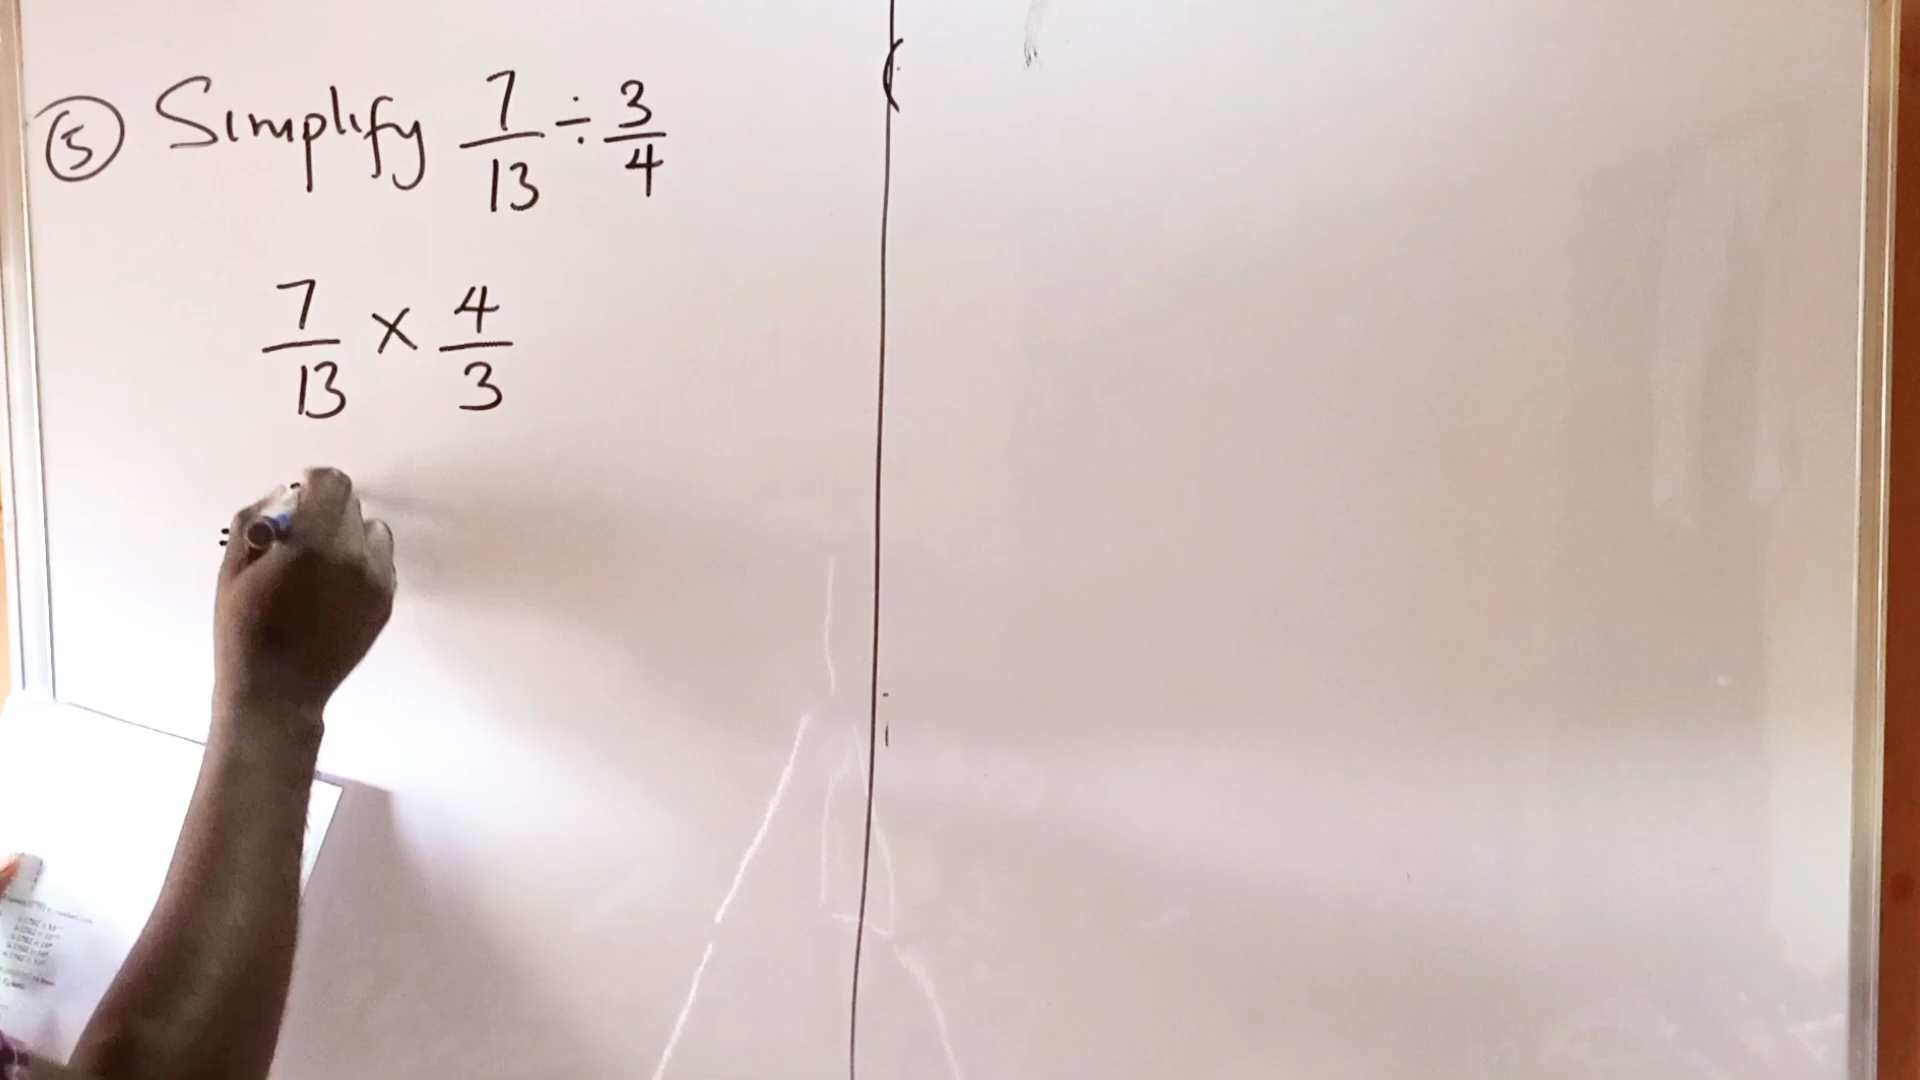 ⑤ Simplify 7/13 ÷ 3/4
7/13 × 4/3
=